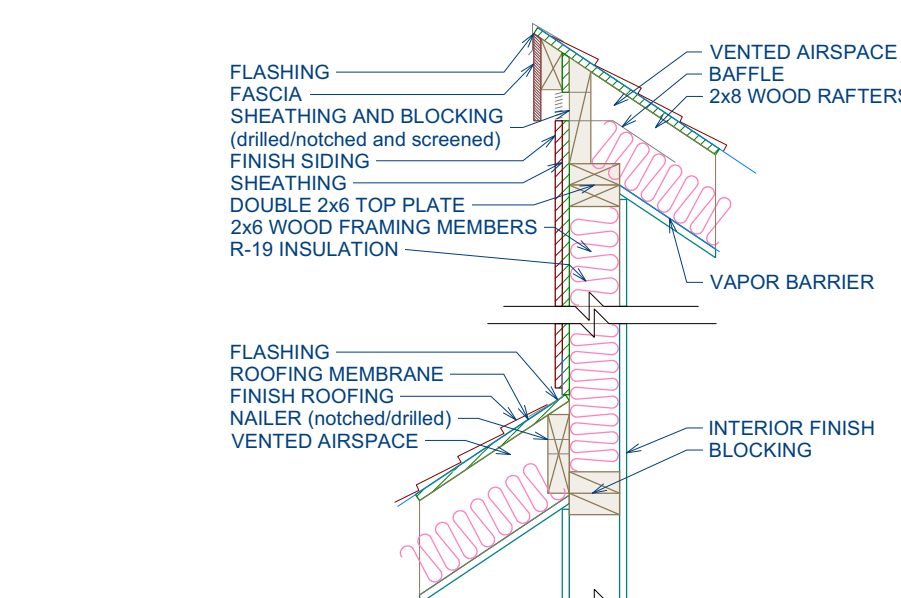 FLASHING
FASCIA
SHEATHING AND BLOCKING
(drilled/notched and screened)
FINISH SIDING
SHEATHING
DOUBLE 2x6 TOP PLATE
2x6 WOOD FRAMING MEMBERS
R-19 INSULATION
VENTED AIRSPACE
BAFFLE
2x8 WOOD RAFTERS
VAPOR BARRIER
FLASHING
ROOFING MEMBRANE
FINISH ROOFING
NAILER (notched/drilled)
VENTED AIRSPACE
INTERIOR FINISH
BLOCKING